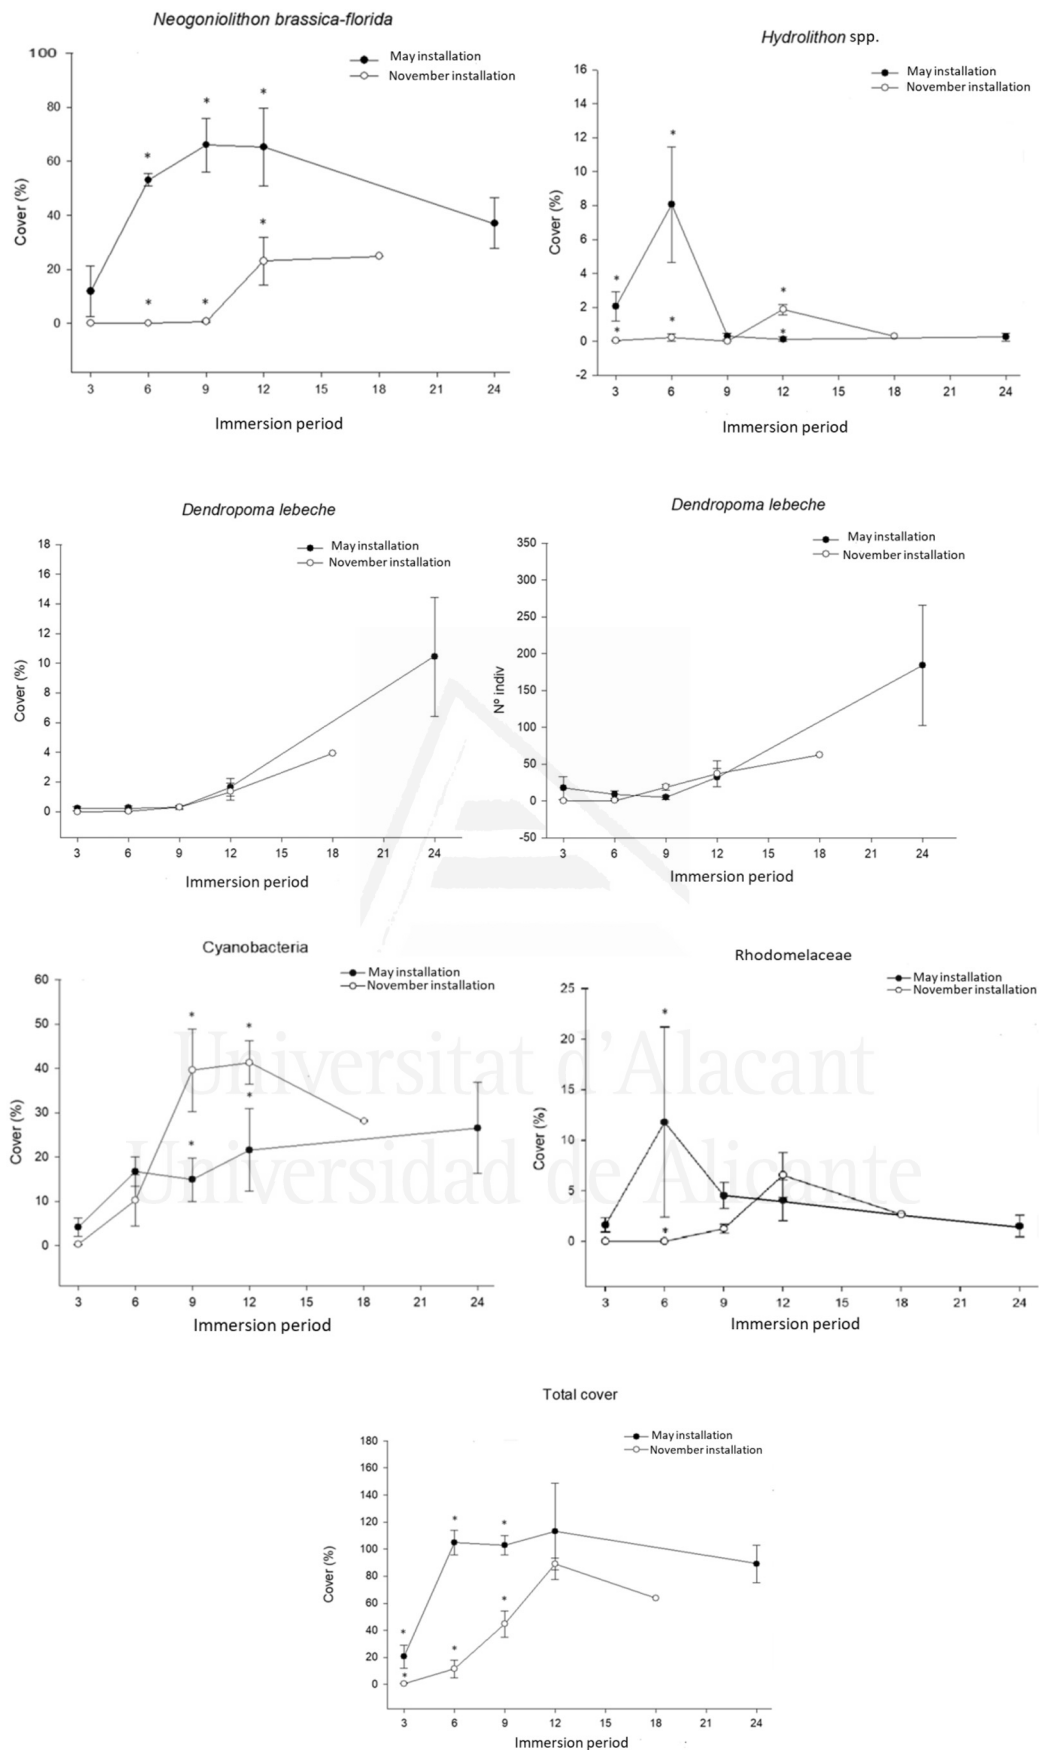 Neogoniolithon brassica-florida
May installation
November installation
100
80
60
40
20
0
Cover (%)
3 6 9 12 15 18 21 24
Immersion period
* * * * * *
Hydrolithon spp.
May installation
November installation
16
14
12
10
8
6
4
2
0
-2
Cover (%)
3 6 9 12 15 18 21 24
Immersion period
* * * * * *
Dendropoma lebeche
May installation
November installation
18
16
14
12
10
8
6
4
2
0
Cover (%)
3 6 9 12 15 18 21 24
Immersion period
Dendropoma lebeche
May installation
November installation
350
300
250
200
150
100
50
0
-50
Nº indiv
3 6 9 12 15 18 21 24
Immersion period
Cyanobacteria
May installation
November installation
60
50
40
30
20
10
0
Cover (%)
3 6 9 12 15 18 21 24
Immersion period
* * * *
Rhodomelaceae
May installation
November installation
25
20
15
10
5
0
Cover (%)
3 6 9 12 15 18 21 24
Immersion period
* *
Universitat d'Alacant
Universidad de Alicante
Total cover
May installation
November installation
180
160
140
120
100
80
60
40
20
0
Cover (%)
3 6 9 12 15 18 21 24
Immersion period
* * * * * *